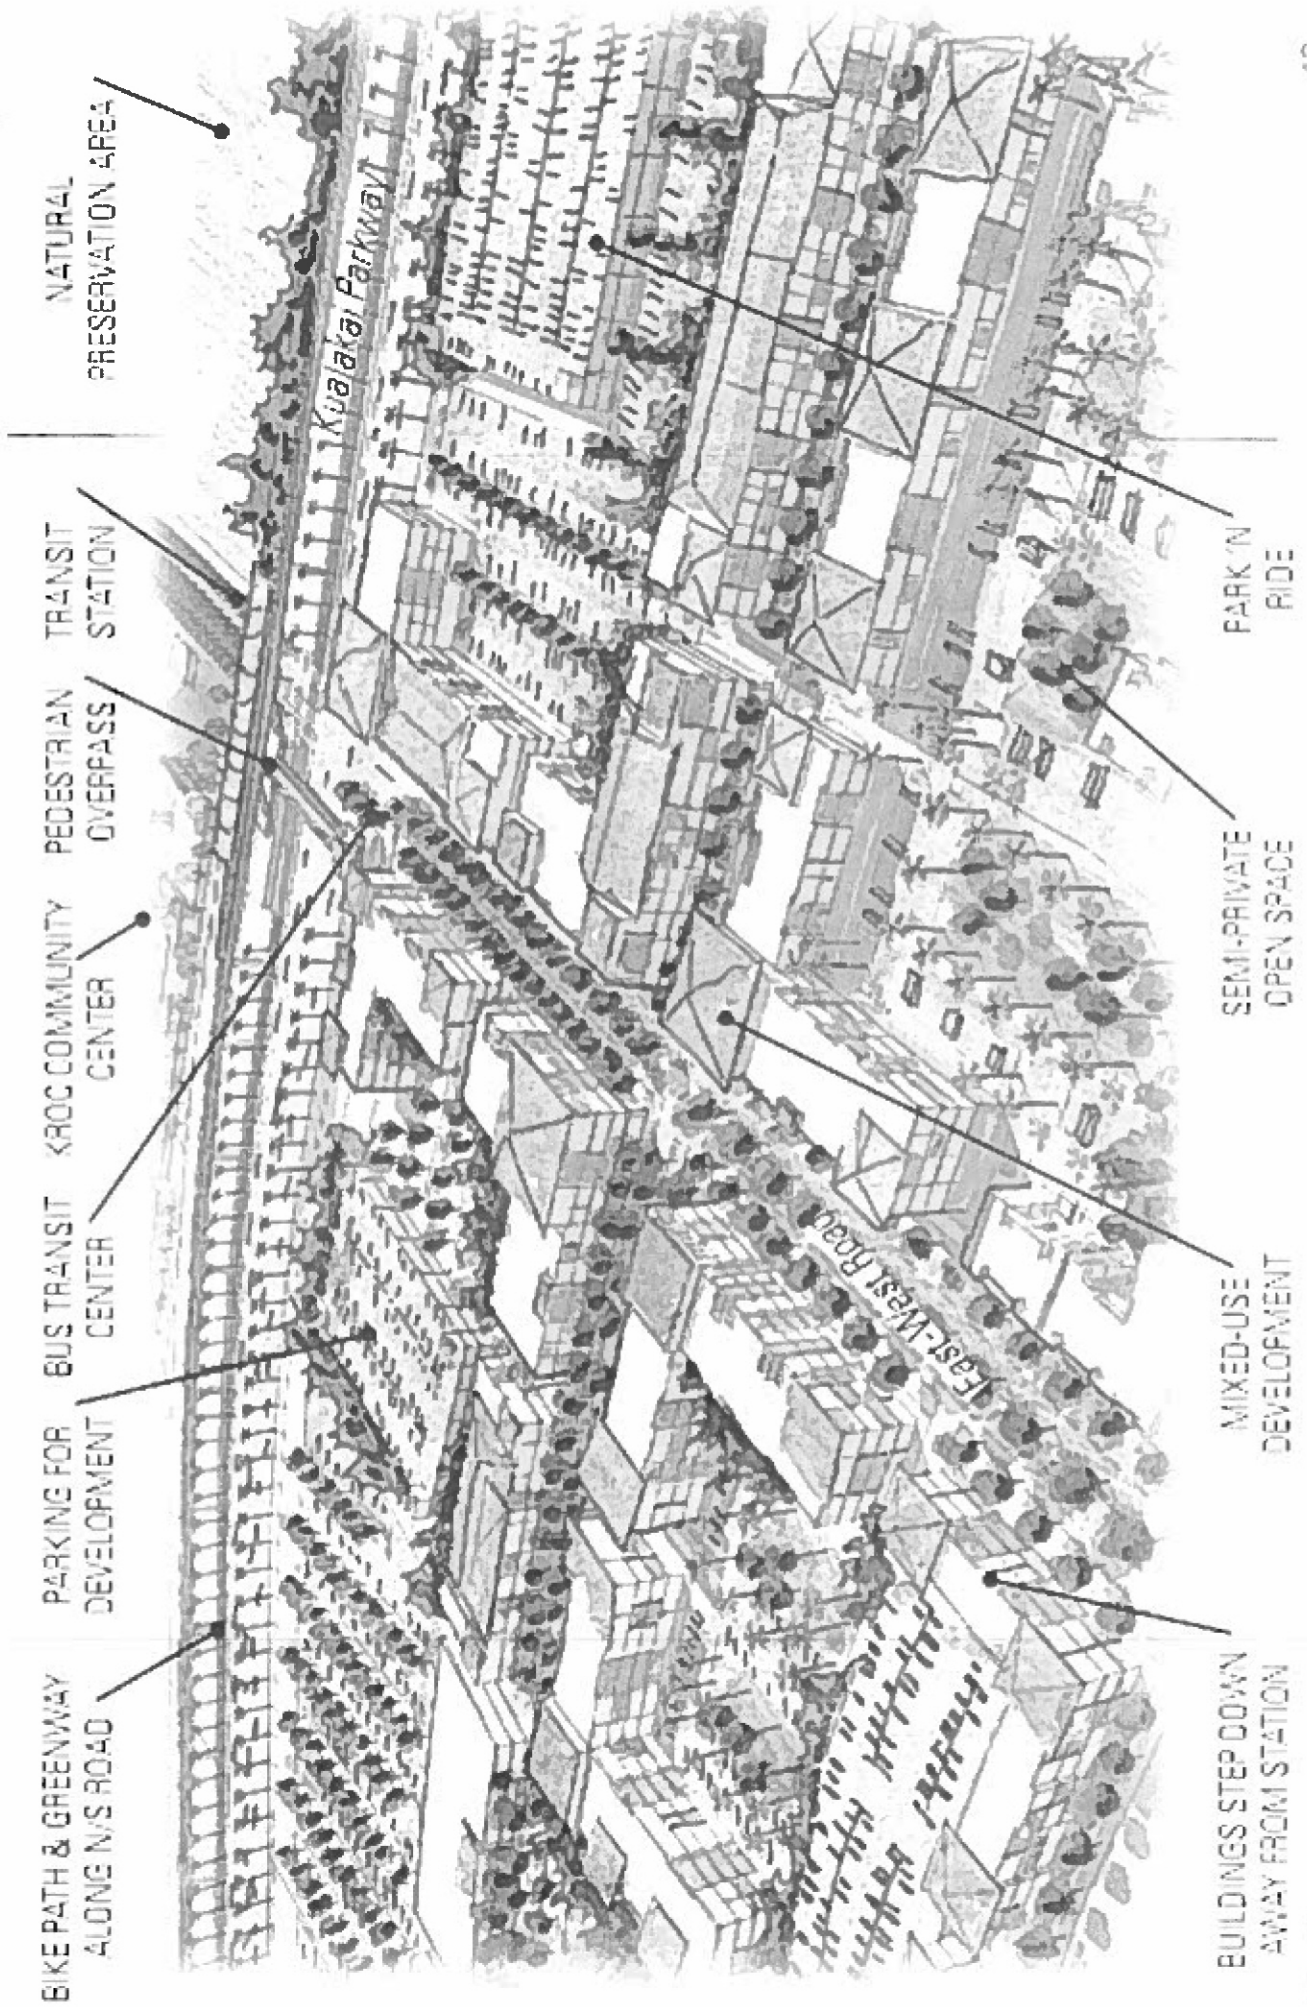 BIKE PATH & GREENWAY
ALONG N/S ROAD
PARKING FOR
DEVELOPMENT
BUS TRANSIT
CENTER
KROC COMMUNITY
CENTER
PEDESTRIAN
OVERPASS
TRANSIT
STATION
NATURAL
PRESERVATION AREA
Kualakai Parkway
East-West Road
BUILDINGS STEP DOWN
AWAY FROM STATION
MIXED-USE
DEVELOPMENT
SEMI-PRIVATE
OPEN SPACE
PARK 'N
RIDE